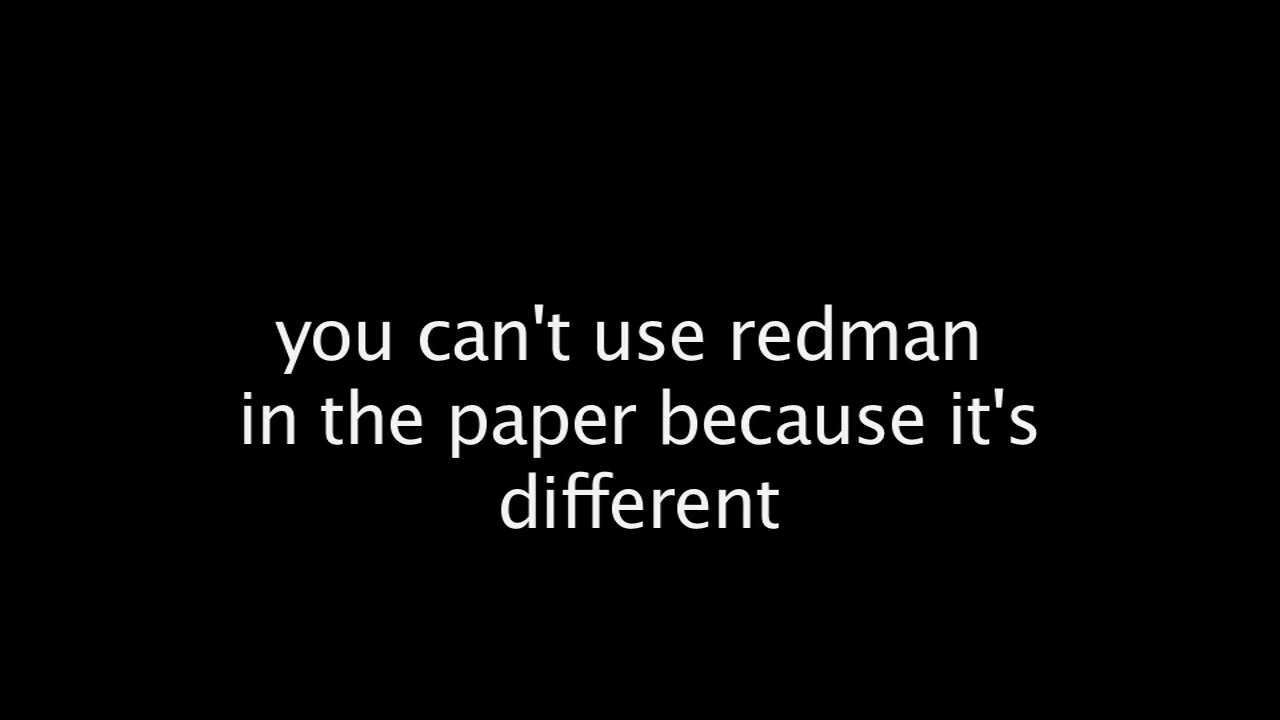 you can't use redman
in the paper because it's
different